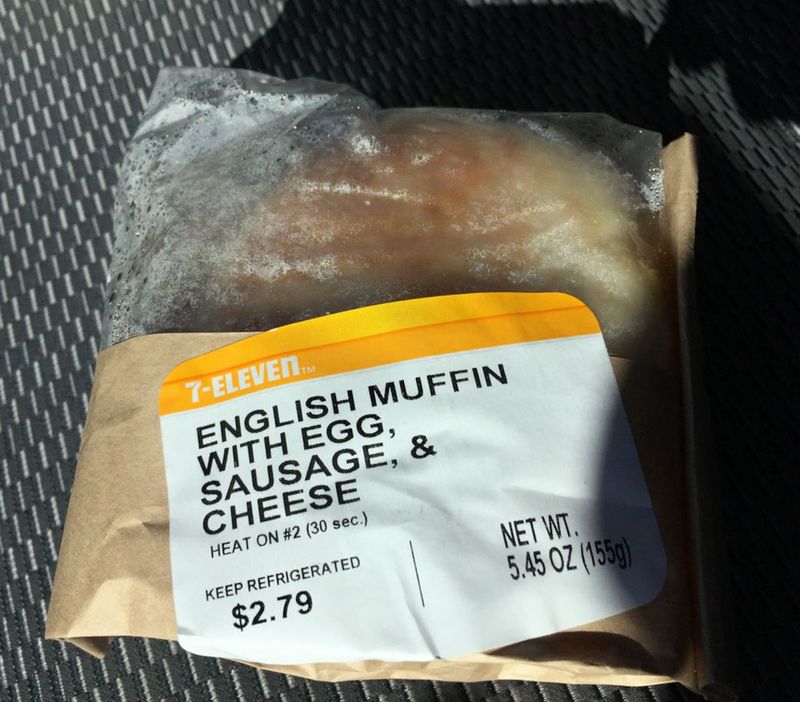 7-ELEVEn™
ENGLISH MUFFIN
WITH EGG,
SAUSAGE, &
CHEESE
HEAT ON #2 (30 sec.)
KEEP REFRIGERATED
$2.79
NET WT.
5.45 OZ (155g)